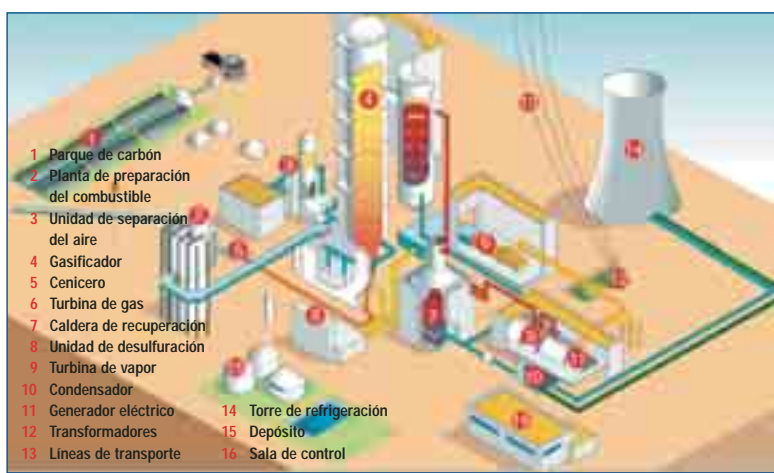 1 Parque de carbón
2 Planta de preparación
del combustible
3 Unidad de separación
del aire
4 Gasificador
5 Cenicero
6 Turbina de gas
7 Caldera de recuperación
8 Unidad de desulfuración
9 Turbina de vapor
10 Condensador
11 Generador eléctrico
12 Transformadores
13 Líneas de transporte
14 Torre de refrigeración
15 Depósito
16 Sala de control